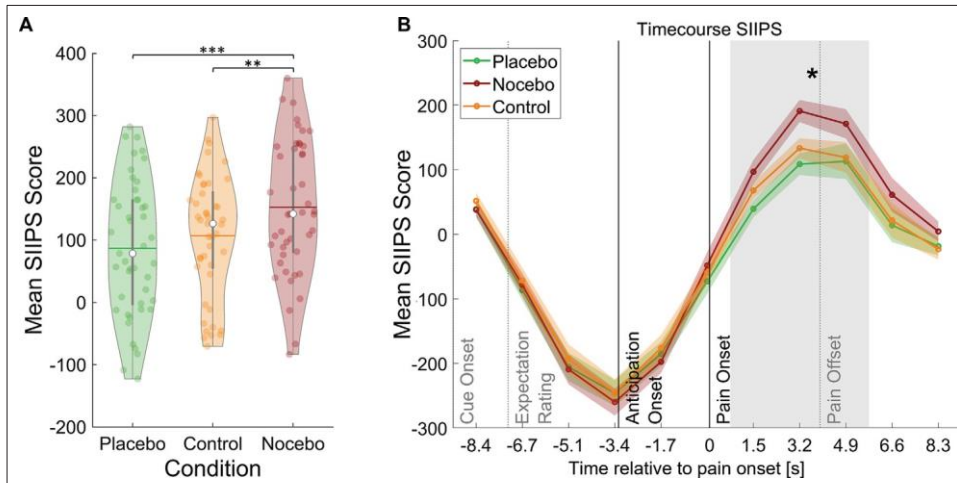 A
***
**
Mean SIIPS Score
400
300
200
100
0
-100
-200
Placebo
Control
Nocebo
Condition
B
Timecourse SIIPS
Placebo
Nocebo
Control
*
Mean SIIPS Score
300
200
100
0
100
-200
-300
Cue Onset
Expectation
Rating
Anticipation
Onset
Pain Onset
Pain Offset
-8.4 -6.7 -5.1 -3.4 -1.7 0 1.5 3.2 4.9 6.6 8.3
Time relative to pain onset [s]